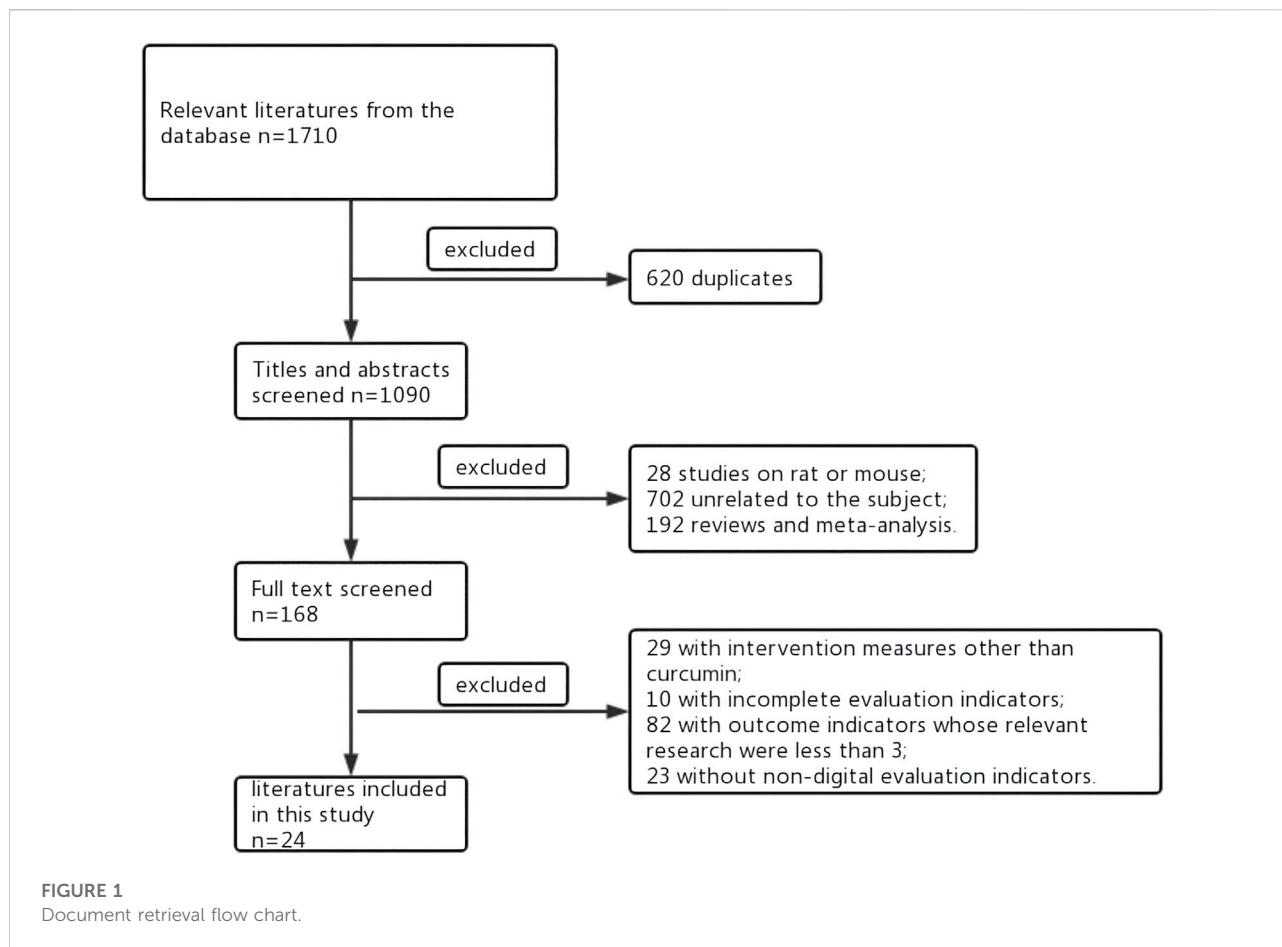 Relevant literatures from the
database n=1710
excluded
620 duplicates
Titles and abstracts
screened n=1090
excluded
28 studies on rat or mouse;
702 unrelated to the subject;
192 reviews and meta-analysis.
Full text screened
n=168
excluded
29 with intervention measures other than
curcumin;
10 with incomplete evaluation indicators;
82 with outcome indicators whose relevant
research were less than 3;
23 without non-digital evaluation indicators.
literatures included
in this study
n=24
FIGURE 1
Document retrieval flow chart.